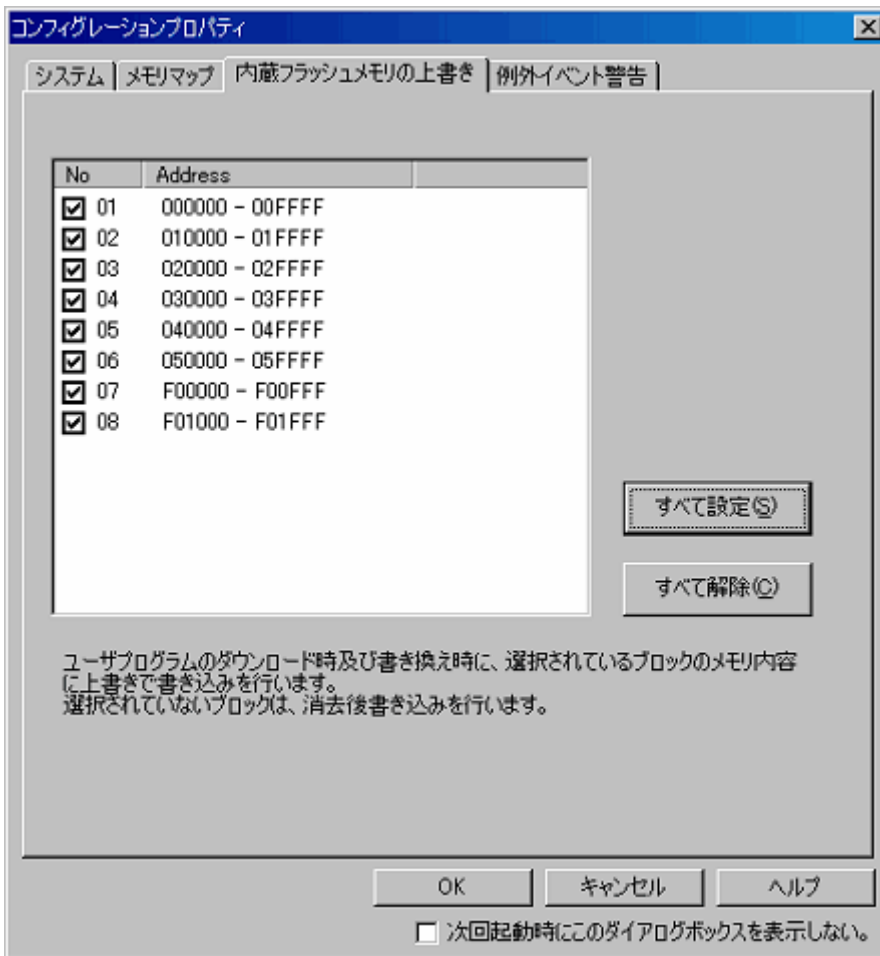 コンフィグレーションプロパティ
システム メモリマップ 内蔵フラッシュメモリの上書き 例外イベント警告
No Address
01 000000 - 00FFFF
02 010000 - 01FFFF
03 020000 - 02FFFF
04 030000 - 03FFFF
05 040000 - 04FFFF
06 050000 - 05FFFF
07 F00000 - F00FFF
08 F01000 - F01FFF
すべて設定(S)
すべて解除(C)
ユーザプログラムのダウンロード時及び書き換え時に、選択されているブロックのメモリ内容
に上書きで書き込みを行います。
選択されていないブロックは、消去後書き込みを行います。
OK キャンセル ヘルプ
次回起動時にこのダイアログボックスを表示しない。